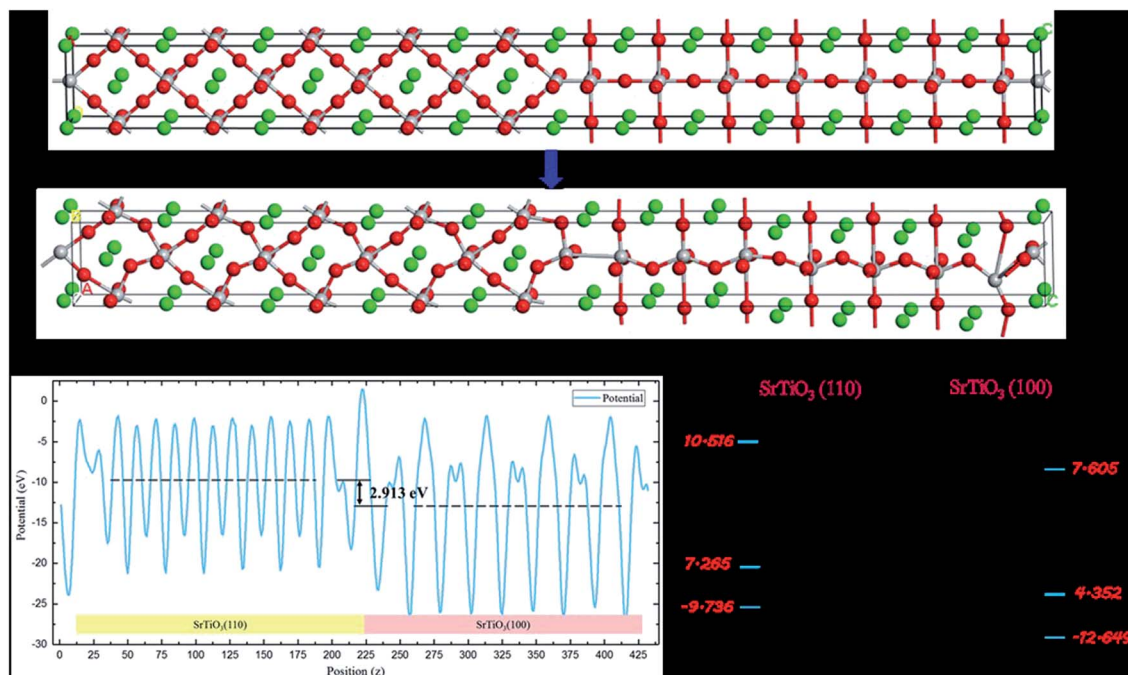 C
B
A
C
0
Potential
-5
-10
2.913 eV
-15
-20
-25
SrTiO₃(110)
SrTiO₃(100)
-30
0 25 50 75 100 125 150 175 200 225 250 275 300 325 350 375 400 425
Potential (eV)
Position (z)
SrTiO₃ (110)
SrTiO₃ (100)
10·516
7·605
7·265
4·352
-9·736
-12·649